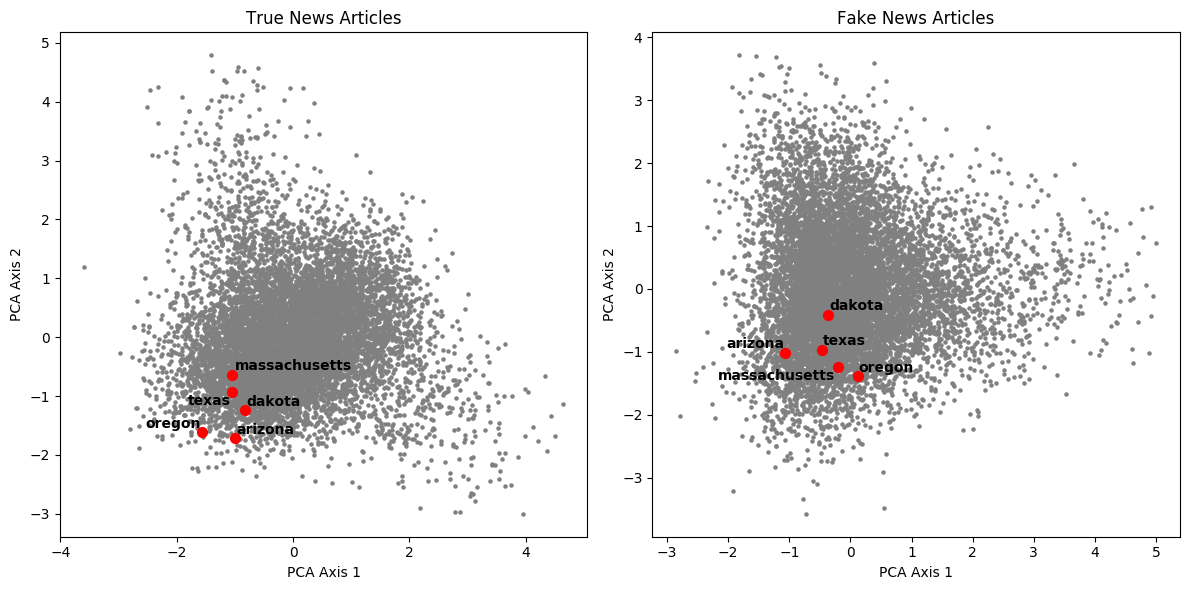 True News Articles
PCA Axis 2
5
4
3
2
1
0
−1
−2
−3
massachusetts
texas
dakota
oregon
arizona
−4
−2
0
2
4
PCA Axis 1
Fake News Articles
PCA Axis 2
4
3
2
1
0
−1
−2
−3
dakota
texas
arizona
massachusetts
oregon
−3
−2
−1
0
1
2
3
4
5
PCA Axis 1